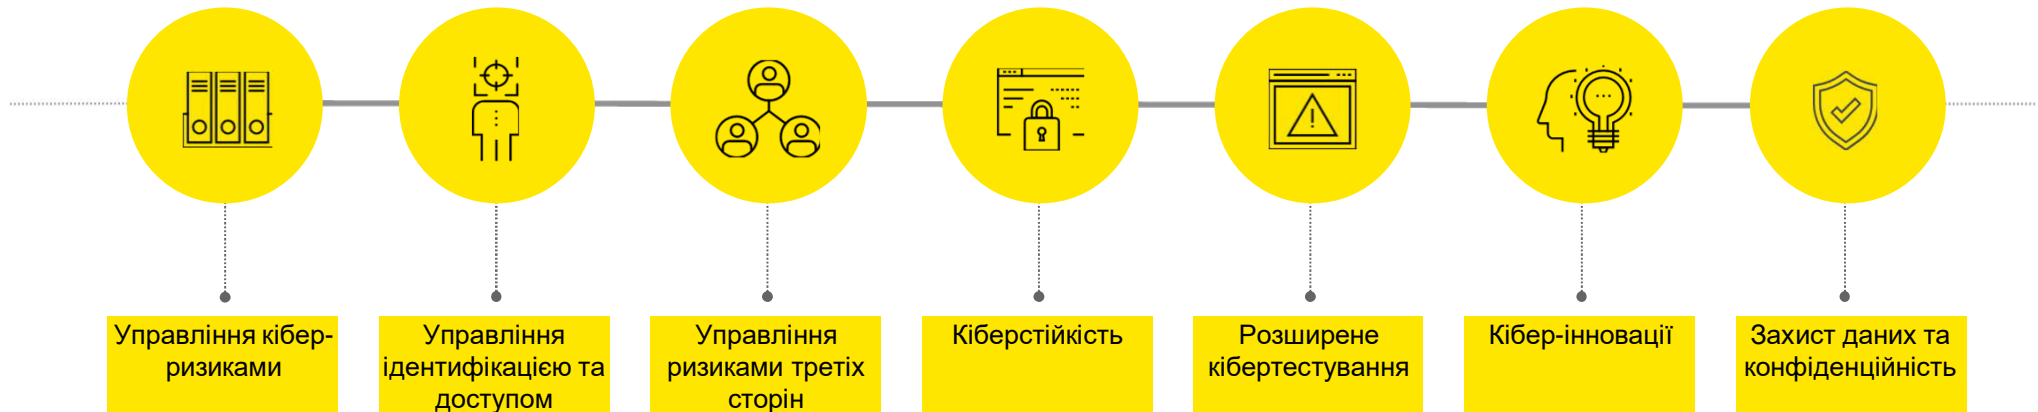 Управління кібер-
ризиками
Управління
ідентифікацією та
доступом
Управління
ризиками третіх
сторін
Кіберстійкість
Розширене
кібертестування
Кібер-інновації
Захист даних та
конфіденційність